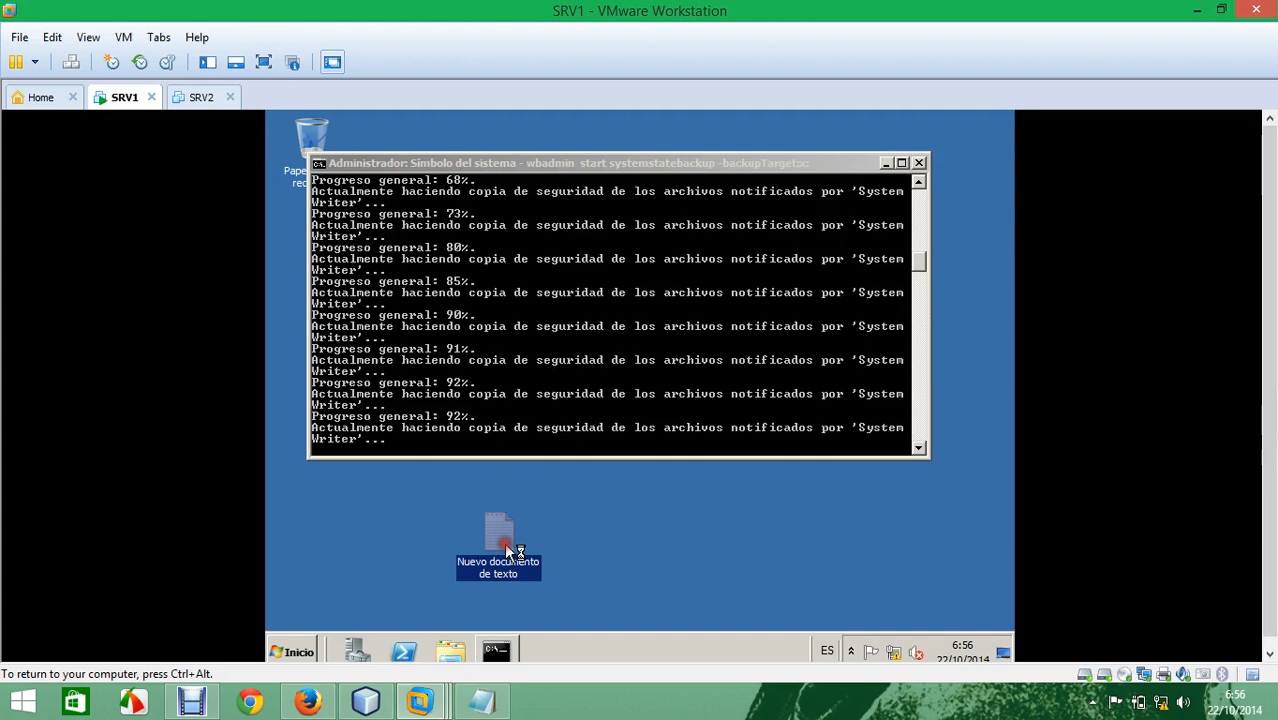 SRV1 - VMware Workstation
File Edit View VM Tabs Help
Home SRV1 SRV2
Administrador: Símbolo del sistema - wbadmin start systemstatebackup -backupTarget:x:
Progreso general: 68%.
Actualmente haciendo copia de seguridad de los archivos notificados por 'System
Writer'...
Progreso general: 73%.
Actualmente haciendo copia de seguridad de los archivos notificados por 'System
Writer'...
Progreso general: 80%.
Actualmente haciendo copia de seguridad de los archivos notificados por 'System
Writer'...
Progreso general: 85%.
Actualmente haciendo copia de seguridad de los archivos notificados por 'System
Writer'...
Progreso general: 90%.
Actualmente haciendo copia de seguridad de los archivos notificados por 'System
Writer'...
Progreso general: 91%.
Actualmente haciendo copia de seguridad de los archivos notificados por 'System
Writer'...
Progreso general: 92%.
Actualmente haciendo copia de seguridad de los archivos notificados por 'System
Writer'...
Progreso general: 92%.
Actualmente haciendo copia de seguridad de los archivos notificados por 'System
Writer'...
Nuevo documento
de texto
Inicio
ES
6:56
22/10/2014
To return to your computer, press Ctrl+Alt.
6:56
22/10/2014